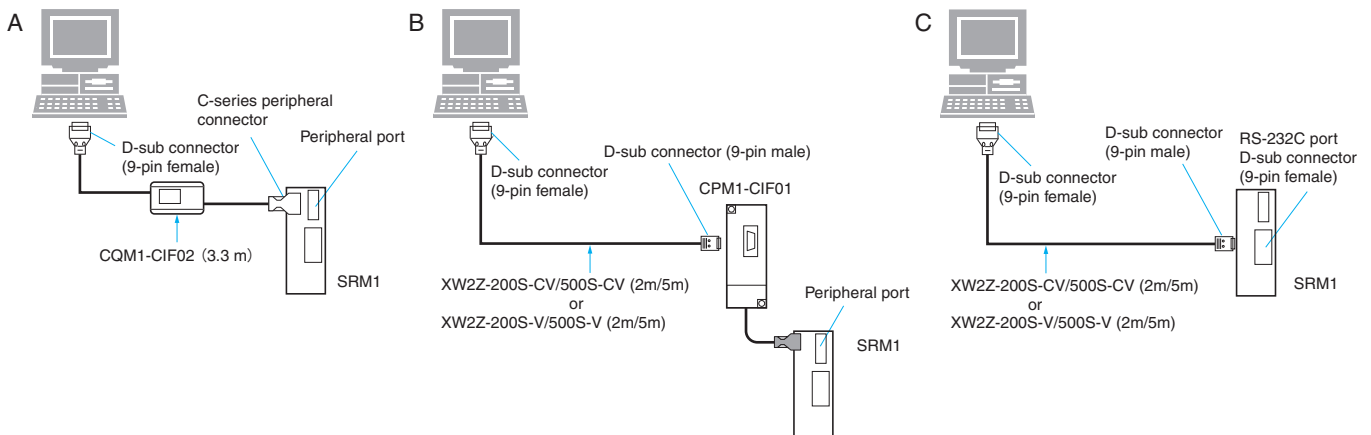 A
C-series peripheral
connector
Peripheral port
D-sub connector
(9-pin female)
CQM1-CIF02 (3.3 m)
SRM1
B
D-sub connector (9-pin male)
D-sub connector
(9-pin female)
CPM1-CIF01
XW2Z-200S-CV/500S-CV (2m/5m)
or
XW2Z-200S-V/500S-V (2m/5m)
Peripheral port
SRM1
C
D-sub connector
(9-pin male)
RS-232C port
D-sub connector
(9-pin female)
D-sub connector
(9-pin female)
XW2Z-200S-CV/500S-CV (2m/5m)
or
XW2Z-200S-V/500S-V (2m/5m)
SRM1